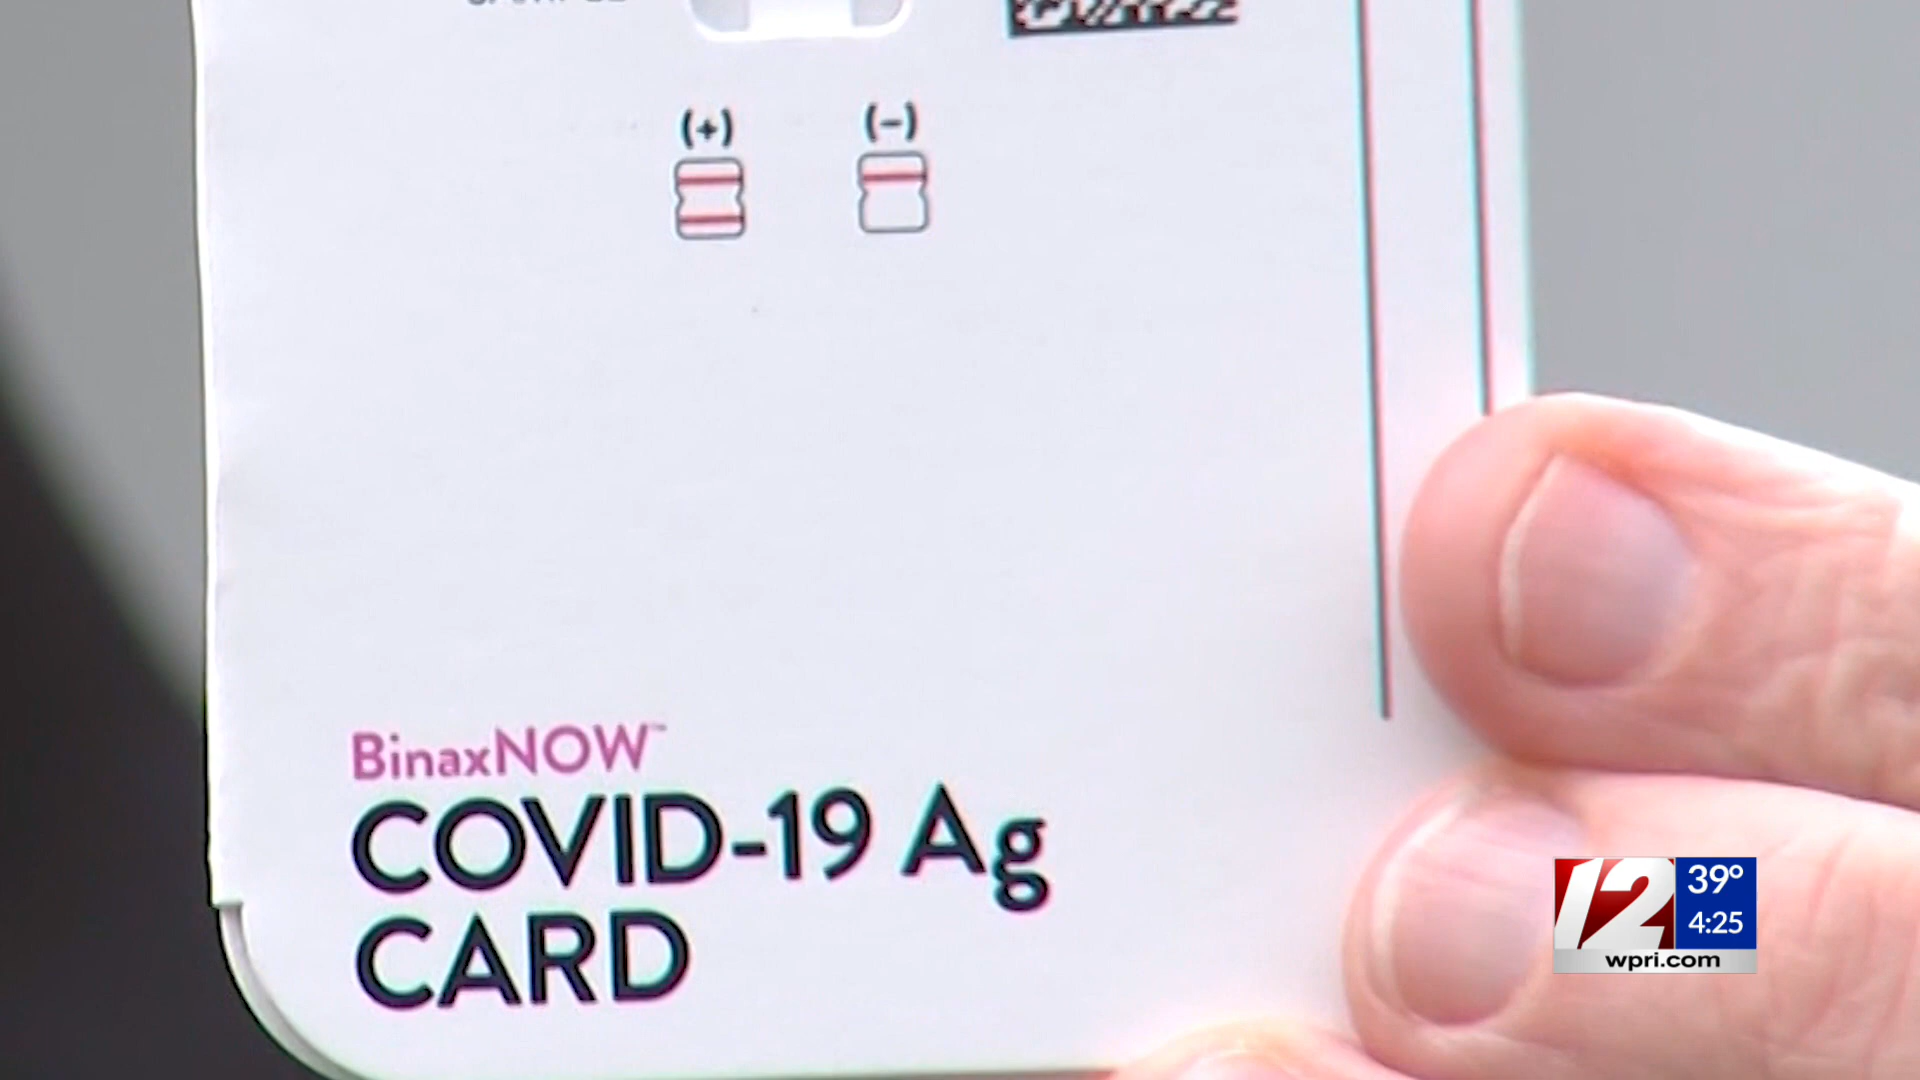 (+) (-)
BinaxNOW™
COVID-19 Ag
CARD
12
39°
4:25
wpri.com